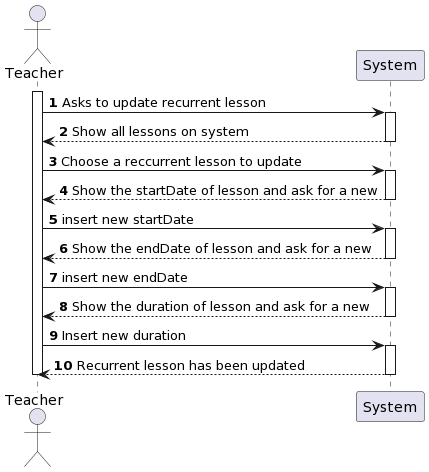 Teacher
System
1 Asks to update recurrent lesson
2 Show all lessons on system
3 Choose a reccurrent lesson to update
4 Show the startDate of lesson and ask for a new
5 insert new startDate
6 Show the endDate of lesson and ask for a new
7 insert new endDate
8 Show the duration of lesson and ask for a new
9 Insert new duration
10 Recurrent lesson has been updated
Teacher
System